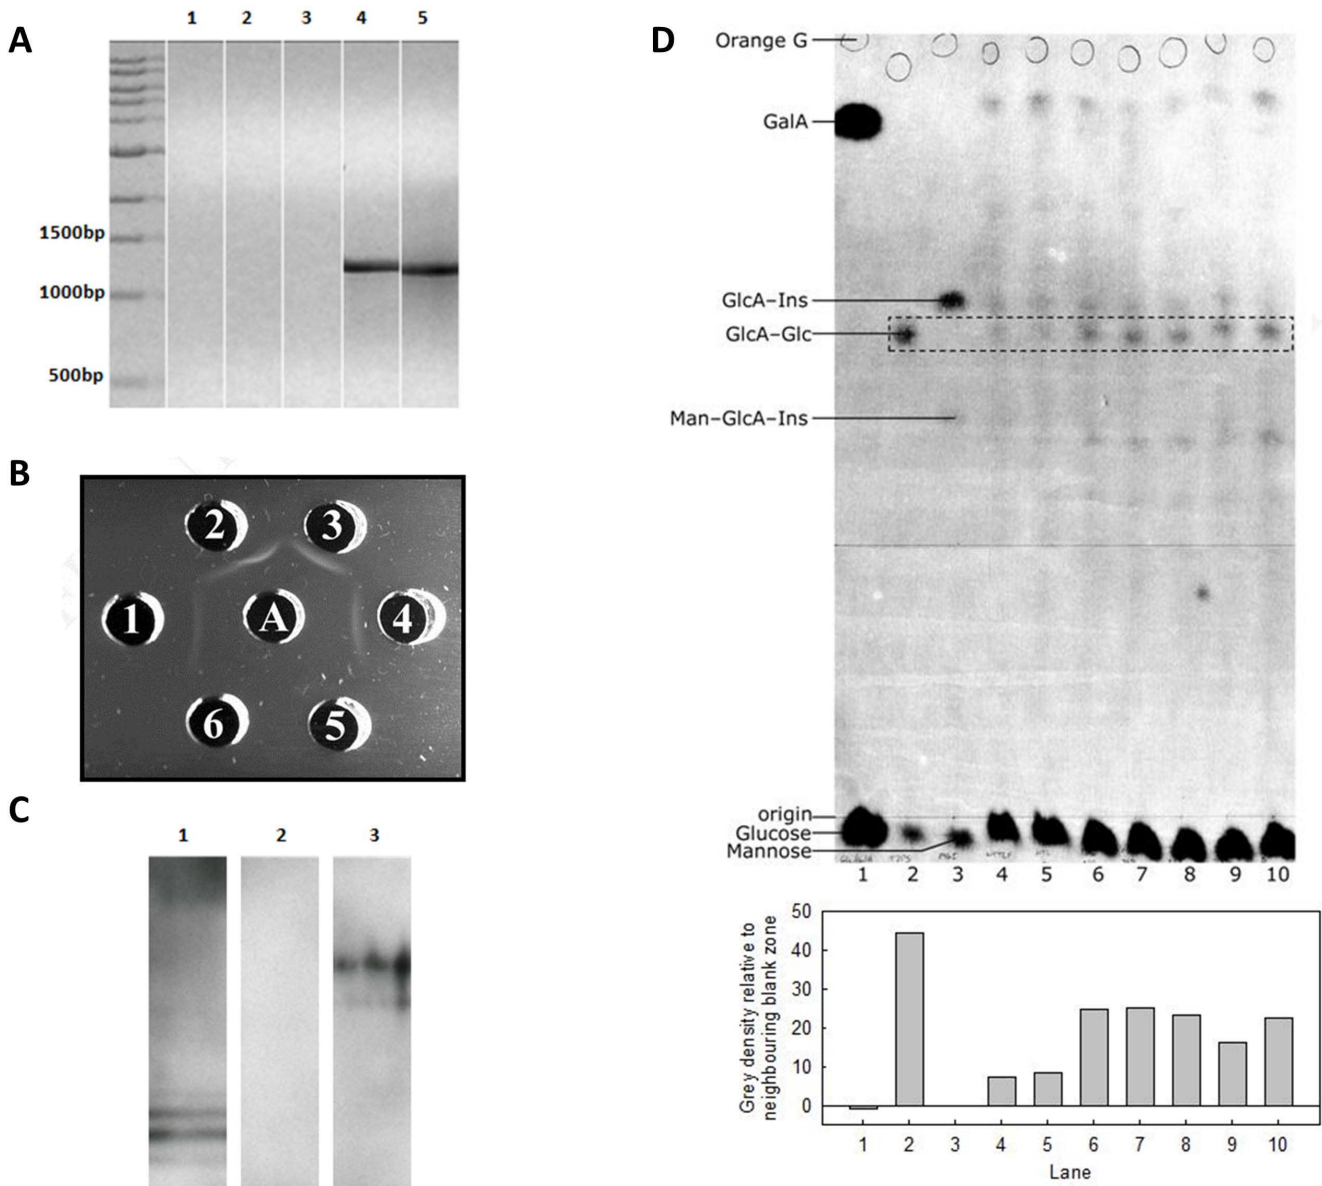 A
1 2 3 4 5
1500bp
1000bp
500bp
B
2 3
1 A 4
6 5
C
1 2 3
D
Orange G
GalA
GlcA–Ins
GlcA–Glc
Man–GlcA–Ins
origin
Glucose
Mannose
1 2 3 4 5 6 7 8 9 10
Grey density relative to
neighbouring blank zone
50
40
30
20
10
0
1 2 3 4 5 6 7 8 9 10
Lane